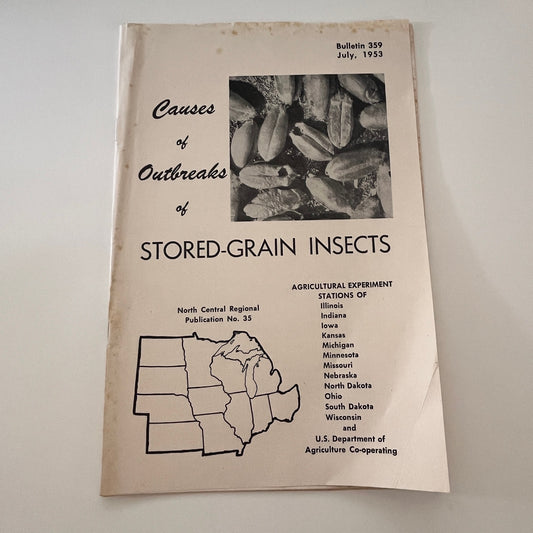 Bulletin 359
July, 1953
Causes
of
Outbreaks
of
STORED-GRAIN INSECTS
North Central Regional
Publication No. 35
AGRICULTURAL EXPERIMENT
STATIONS OF
Illinois
Indiana
Iowa
Kansas
Michigan
Minnesota
Missouri
Nebraska
North Dakota
Ohio
South Dakota
Wisconsin
and
U.S. Department of
Agriculture Co-operating